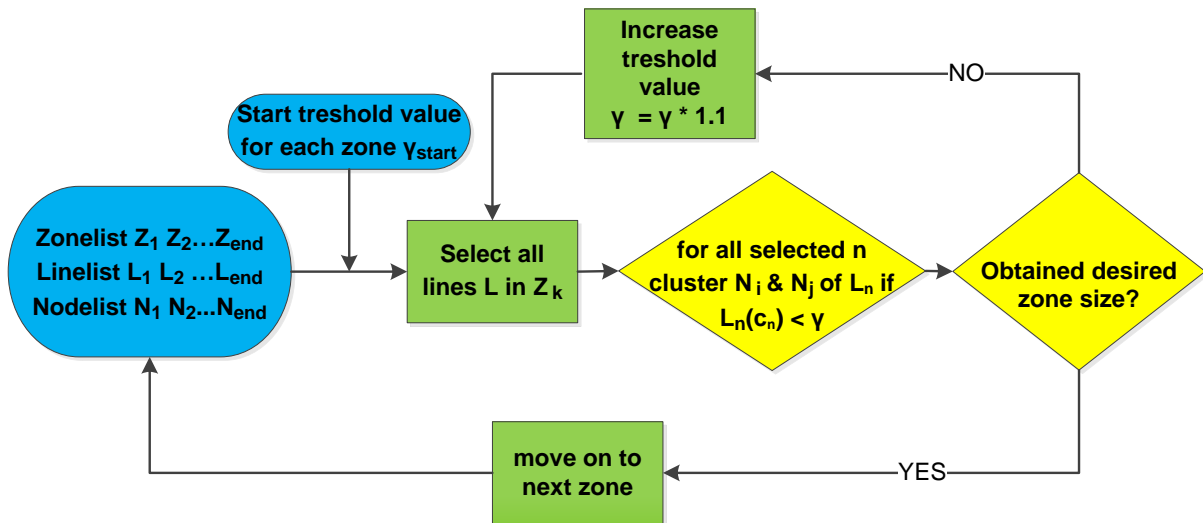 Increase
treshold
value
γ = γ * 1.1
NO
Start treshold value
for each zone γstart
Zonelist Z1 Z2…Zend
Linelist L1 L2 …Lend
Nodelist N1 N2...Nend
Select all
lines L in Zk
for all selected n
cluster Ni & Nj of Ln if
Ln(cn) < γ
Obtained desired
zone size?
move on to
next zone
YES